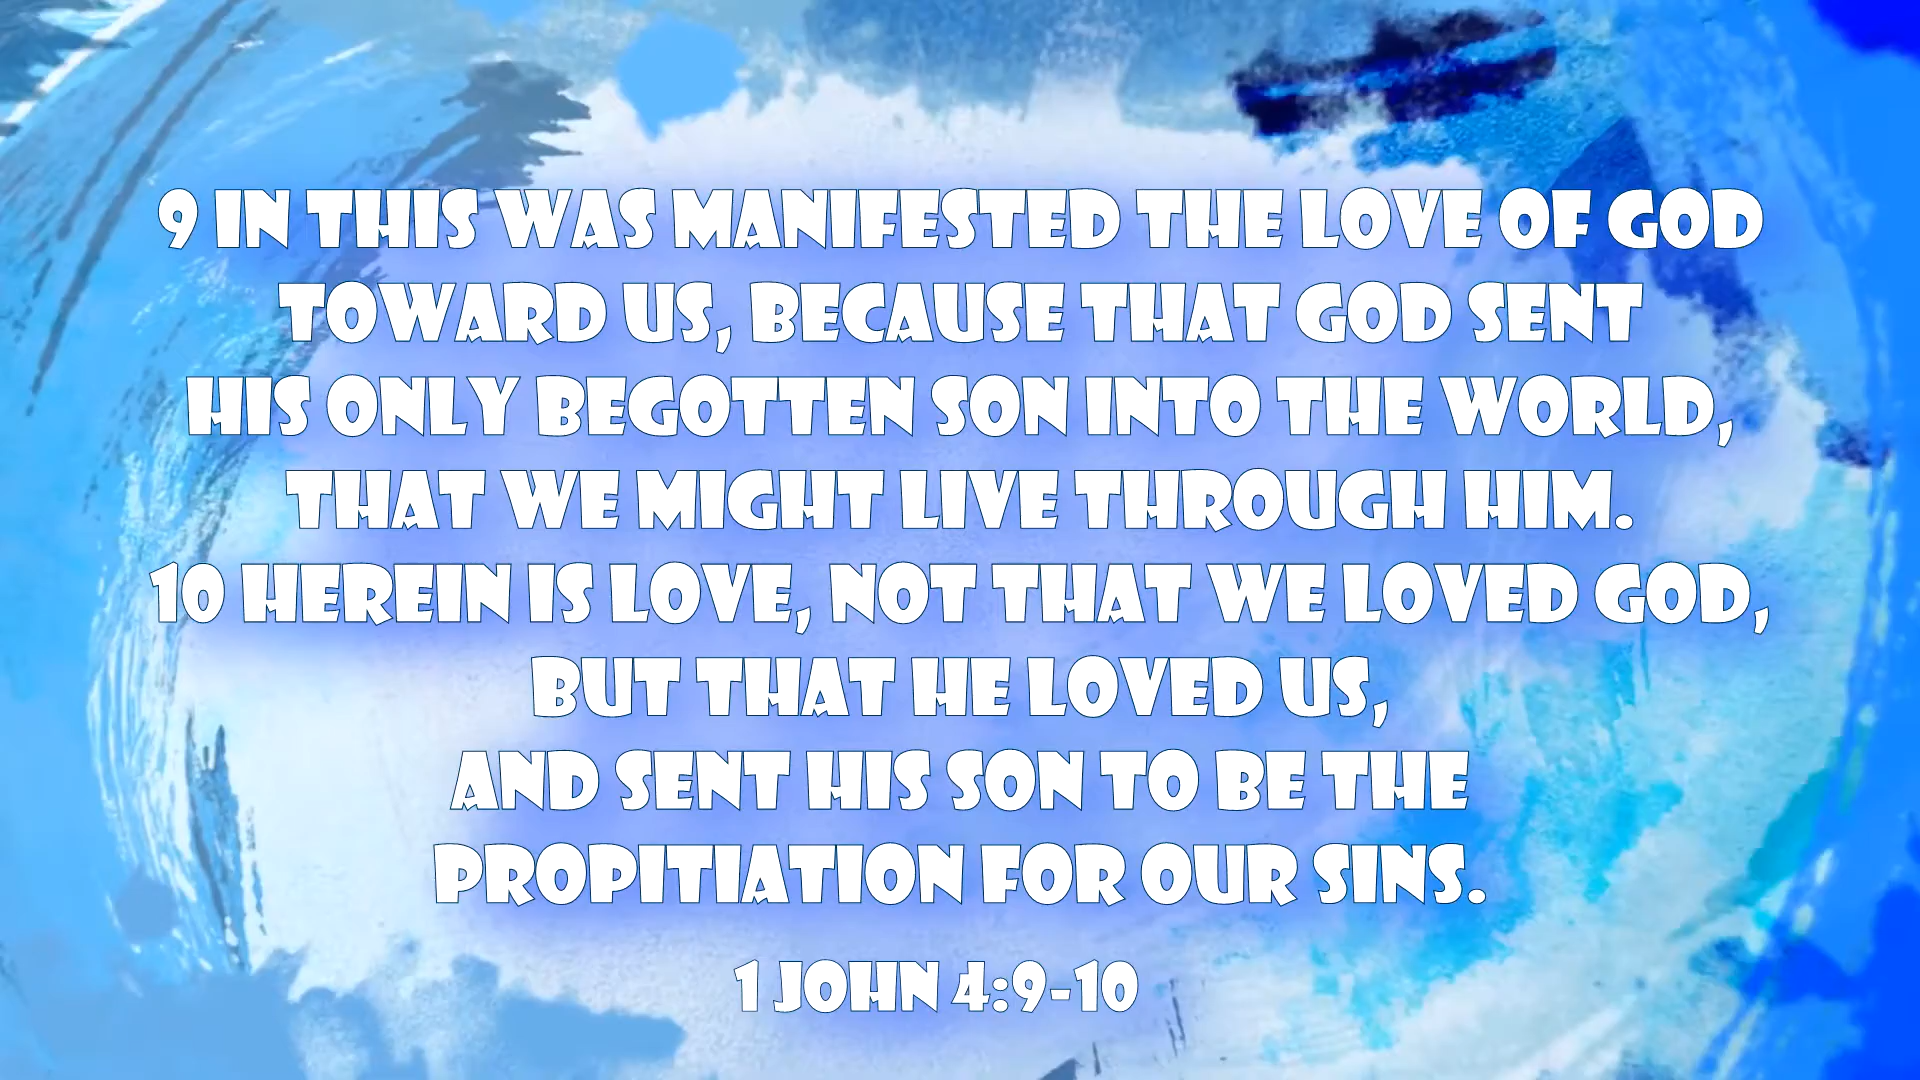 9 IN THIS WAS MANIFESTED THE LOVE OF GOD
TOWARD US, BECAUSE THAT GOD SENT
HIS ONLY BEGOTTEN SON INTO THE WORLD,
THAT WE MIGHT LIVE THROUGH HIM.
10 HEREIN IS LOVE, NOT THAT WE LOVED GOD,
BUT THAT HE LOVED US,
AND SENT HIS SON TO BE THE
PROPITIATION FOR OUR SINS.
1 JOHN 4:9-10